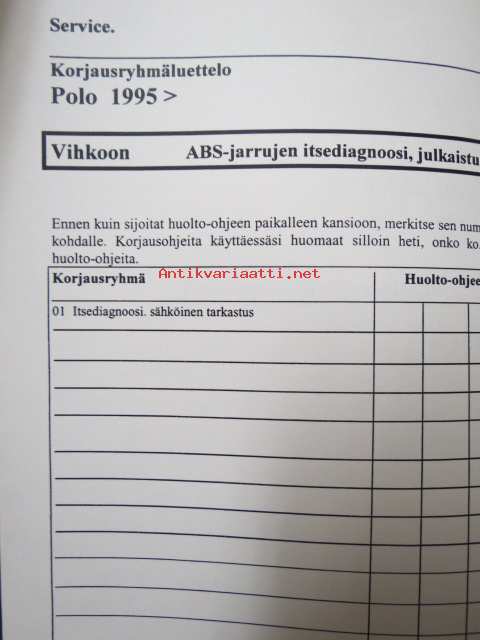 Service.
Korjausryhmäluettelo
Polo 1995 >
Vihkoon ABS-jarrujen itsediagnoosi, julkaistu
Ennen kuin sijoitat huolto-ohjeen paikalleen kansioon, merkitse sen num
kohdalle. Korjausohjeita käyttäessäsi huomaat silloin heti, onko ko.
huolto-ohjeita.
Antikvariaatti.net
Korjausryhmä Huolto-ohjee
01 Itsediagnoosi. sähköinen tarkastus